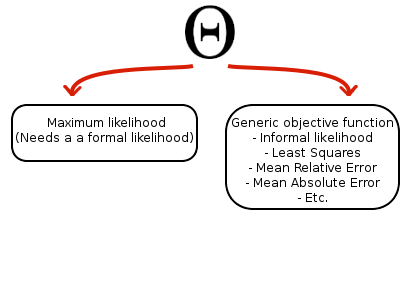 Θ
Maximum likelihood
(Needs a a formal likelihood)
Generic objective function
- Informal likelihood
- Least Squares
- Mean Relative Error
- Mean Absolute Error
- Etc.